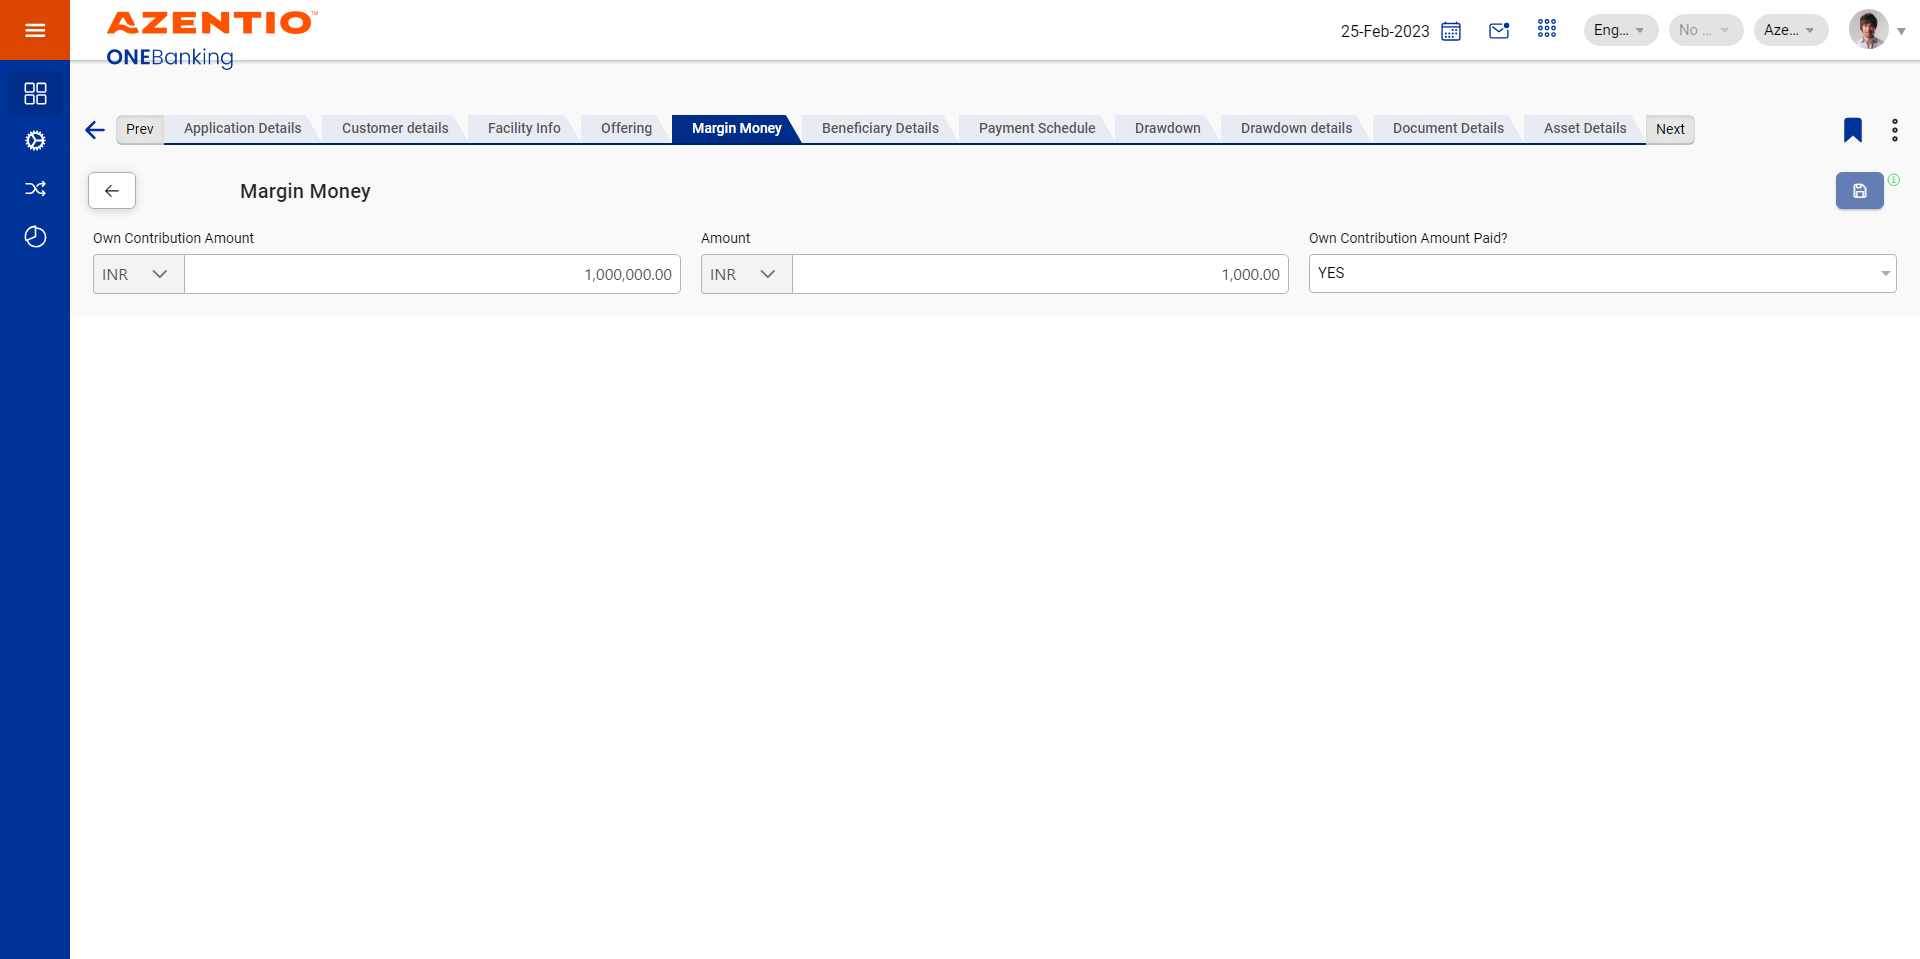 AZENTIO™
ONEBanking
25-Feb-2023
Eng...
No ...
Aze...
Prev
Application Details
Customer details
Facility Info
Offering
Margin Money
Beneficiary Details
Payment Schedule
Drawdown
Drawdown details
Document Details
Asset Details
Next
Margin Money
Own Contribution Amount
Amount
Own Contribution Amount Paid?
INR
1,000,000.00
INR
1,000.00
YES